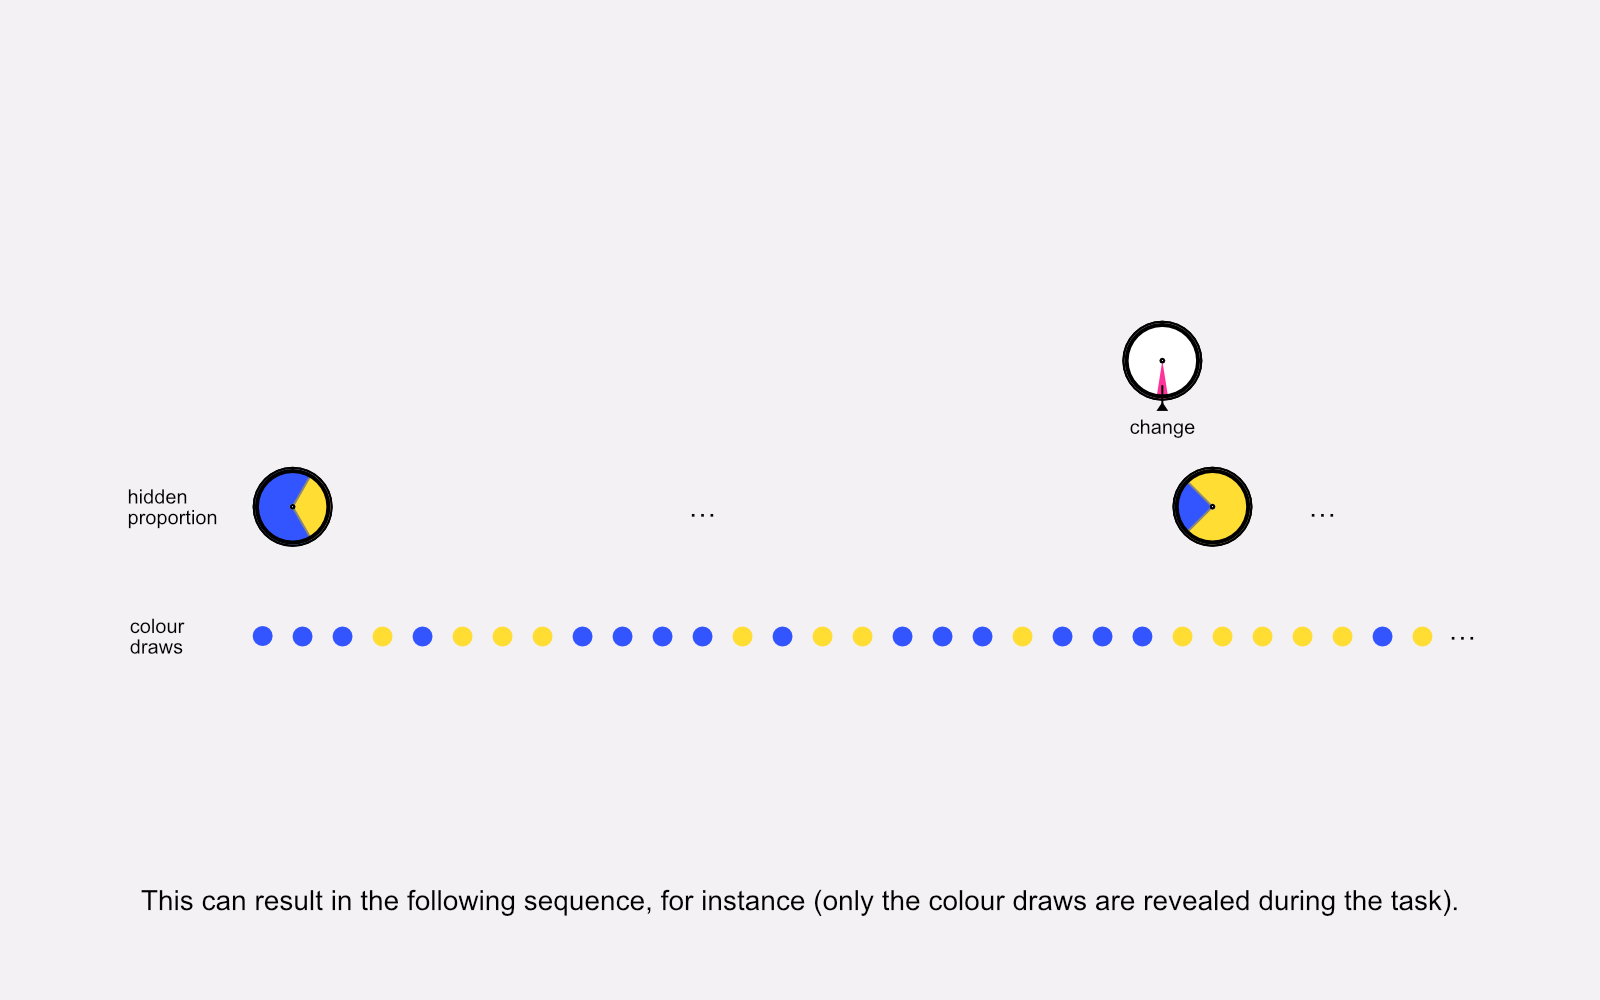 change
hidden
proportion
...
...
colour
draws
...
This can result in the following sequence, for instance (only the colour draws are revealed during the task).